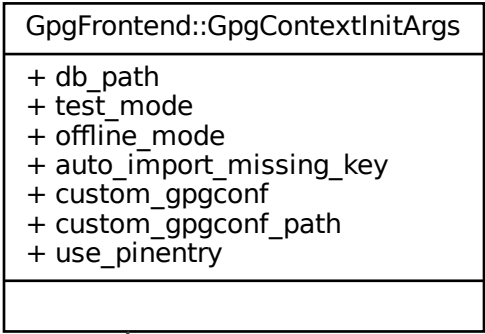 GpgFrontend::GpgContextInitArgs
+ db_path
+ test_mode
+ offline_mode
+ auto_import_missing_key
+ custom_gpgconf
+ custom_gpgconf_path
+ use_pinentry